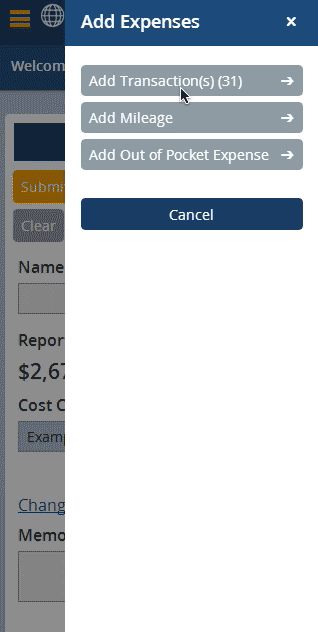 Add Expenses ×
Welcom
Add Transaction(s) (31) →
Add Mileage →
Add Out of Pocket Expense →
Submi
Cancel
Clear
Name
Repor
$2,67
Cost C
Examp
Chang
Memo